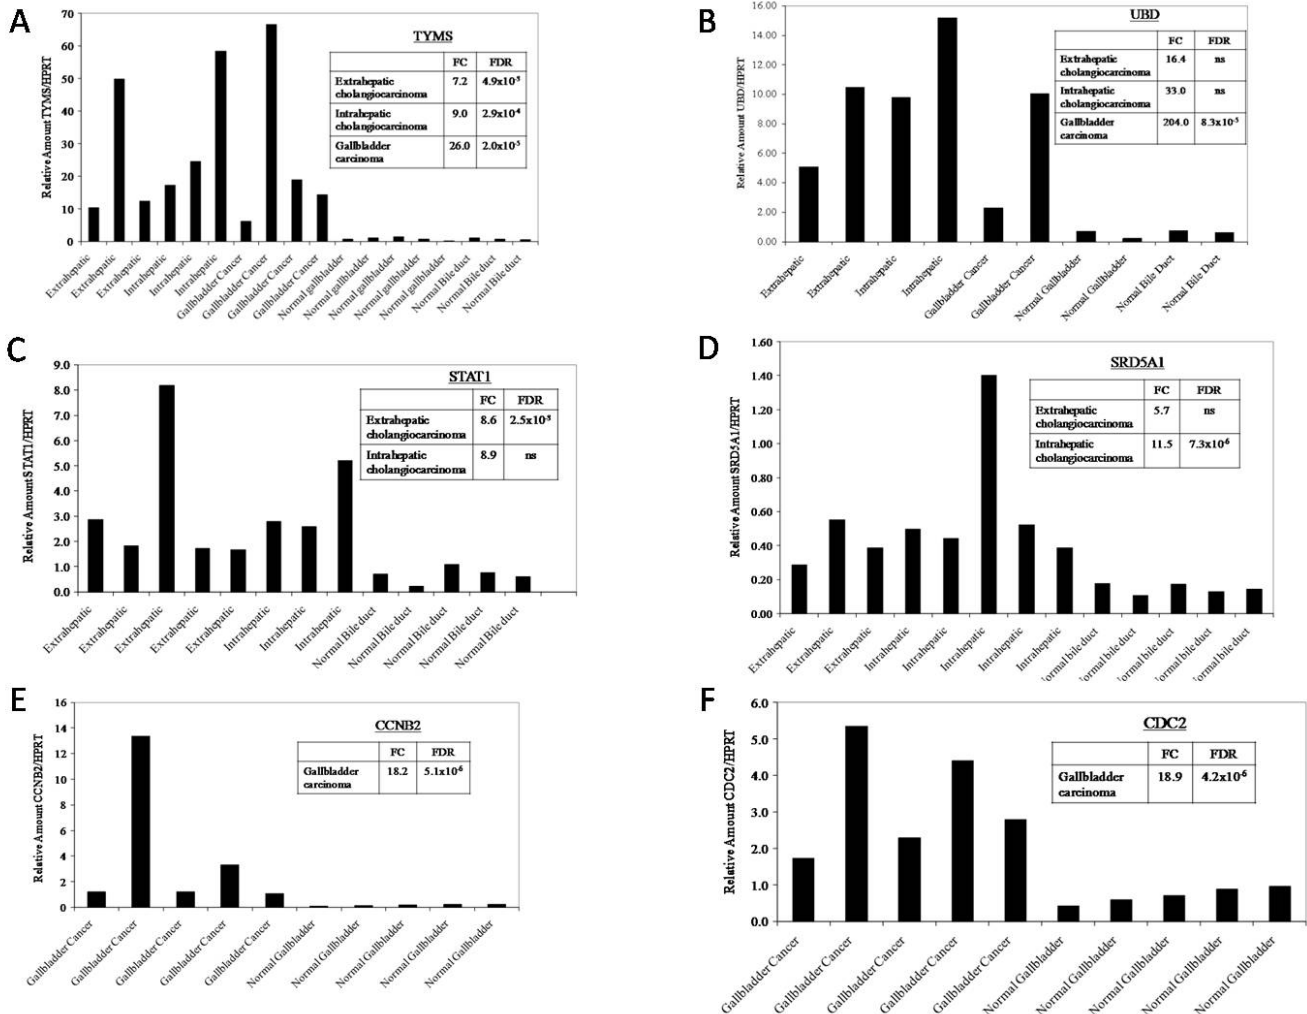 A
TYMS
FC FDR
Extrahepatic cholangiocarcinoma 7.2 4.9x10⁻⁵
Intrahepatic cholangiocarcinoma 9.0 2.9x10⁻⁴
Gallbladder carcinoma 26.0 2.0x10⁻⁵
Relative Amount TYMS/HPRT
70
60
50
40
30
20
10
0
Extrahepatic
Extrahepatic
Extrahepatic
Intrahepatic
Intrahepatic
Intrahepatic
Gallbladder Cancer
Gallbladder Cancer
Gallbladder Cancer
Gallbladder Cancer
Normal gallbladder
Normal gallbladder
Normal gallbladder
Normal gallbladder
Normal gallbladder
Normal Bile duct
Normal Bile duct
Normal Bile duct
B
UBD
FC FDR
Extrahepatic cholangiocarcinoma 16.4 ns
Intrahepatic cholangiocarcinoma 33.0 ns
Gallbladder carcinoma 204.0 8.3x10⁻⁵
Relative Amount UBD/HPRT
16.00
14.00
12.00
10.00
8.00
6.00
4.00
2.00
0.00
Extrahepatic
Extrahepatic
Intrahepatic
Intrahepatic
Gallbladder Cancer
Gallbladder Cancer
Normal Gallbladder
Normal Gallbladder
Normal Bile Duct
Normal Bile Duct
C
STAT1
FC FDR
Extrahepatic cholangiocarcinoma 8.6 2.5x10⁻⁵
Intrahepatic cholangiocarcinoma 8.9 ns
Relative Amount STAT1/HPRT
9.0
8.0
7.0
6.0
5.0
4.0
3.0
2.0
1.0
0.0
Extrahepatic
Extrahepatic
Extrahepatic
Extrahepatic
Extrahepatic
Intrahepatic
Intrahepatic
Intrahepatic
Normal Bile duct
Normal Bile duct
Normal Bile duct
Normal Bile duct
Normal Bile duct
D
SRD5A1
FC FDR
Extrahepatic cholangiocarcinoma 5.7 ns
Intrahepatic cholangiocarcinoma 11.5 7.3x10⁻⁶
Relative Amount SRD5A1/HPRT
1.60
1.40
1.20
1.00
0.80
0.60
0.40
0.20
0.00
Extrahepatic
Extrahepatic
Extrahepatic
Intrahepatic
Intrahepatic
Intrahepatic
Intrahepatic
Intrahepatic
Normal bile duct
ormal bile duct
ormal bile duct
ormal bile duct
ormal bile duct
E
CCNB2
FC FDR
Gallbladder carcinoma 18.2 5.1x10⁻⁶
Relative Amount CCNB2/HPRT
16
14
12
10
8
6
4
2
0
Gallbladder Cancer
Gallbladder Cancer
Gallbladder Cancer
Gallbladder Cancer
Gallbladder Cancer
Normal Gallbladder
Normal Gallbladder
Normal Gallbladder
Normal Gallbladder
Normal Gallbladder
F
CDC2
FC FDR
Gallbladder carcinoma 18.9 4.2x10⁻⁶
Relative Amount CDC2/HPRT
6.0
5.0
4.0
3.0
2.0
1.0
0.0
Gallbladder Cancer
Gallbladder Cancer
Gallbladder Cancer
Gallbladder Cancer
Gallbladder Cancer
Normal Gallbladder
Normal Gallbladder
Normal Gallbladder
Normal Gallbladder
Normal Gallbladder